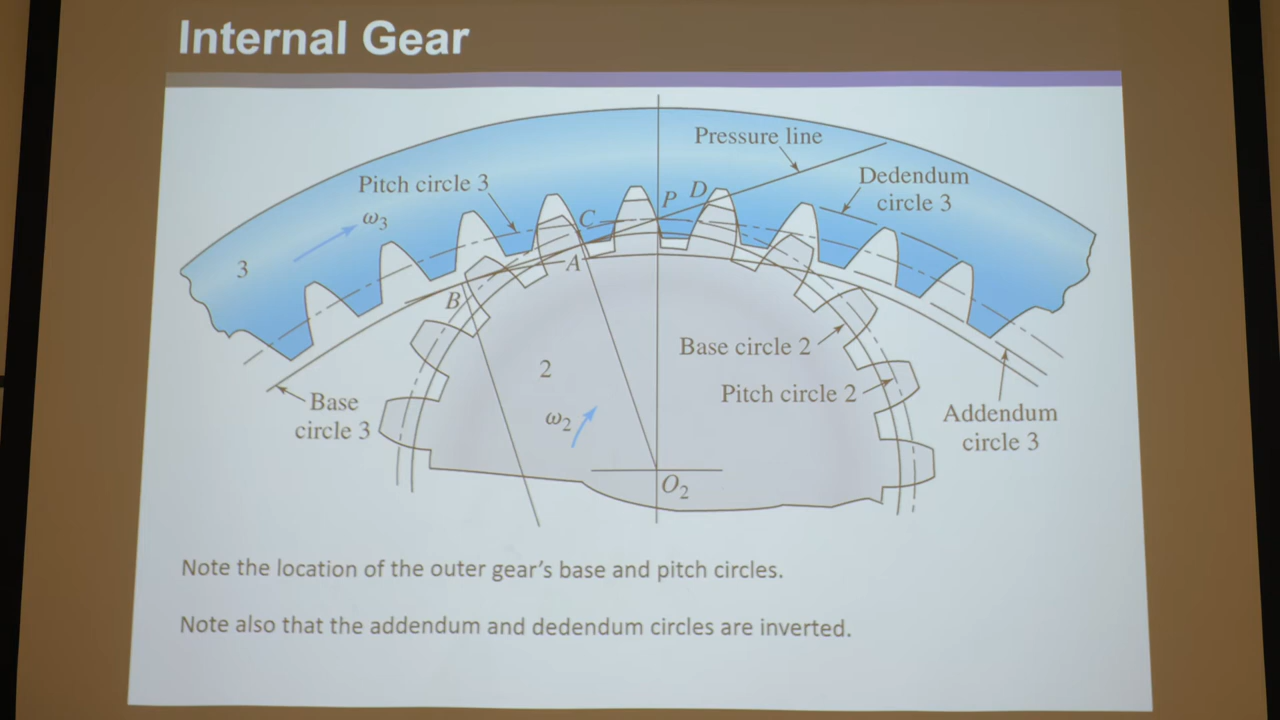 Internal Gear
Pressure line
Pitch circle 3
Dedendum
circle 3
ω3
P
D
C
3
A
B
Base circle 2
2
Pitch circle 2
ω2
Base
circle 3
Addendum
circle 3
O2
Note the location of the outer gear's base and pitch circles.
Note also that the addendum and dedendum circles are inverted.